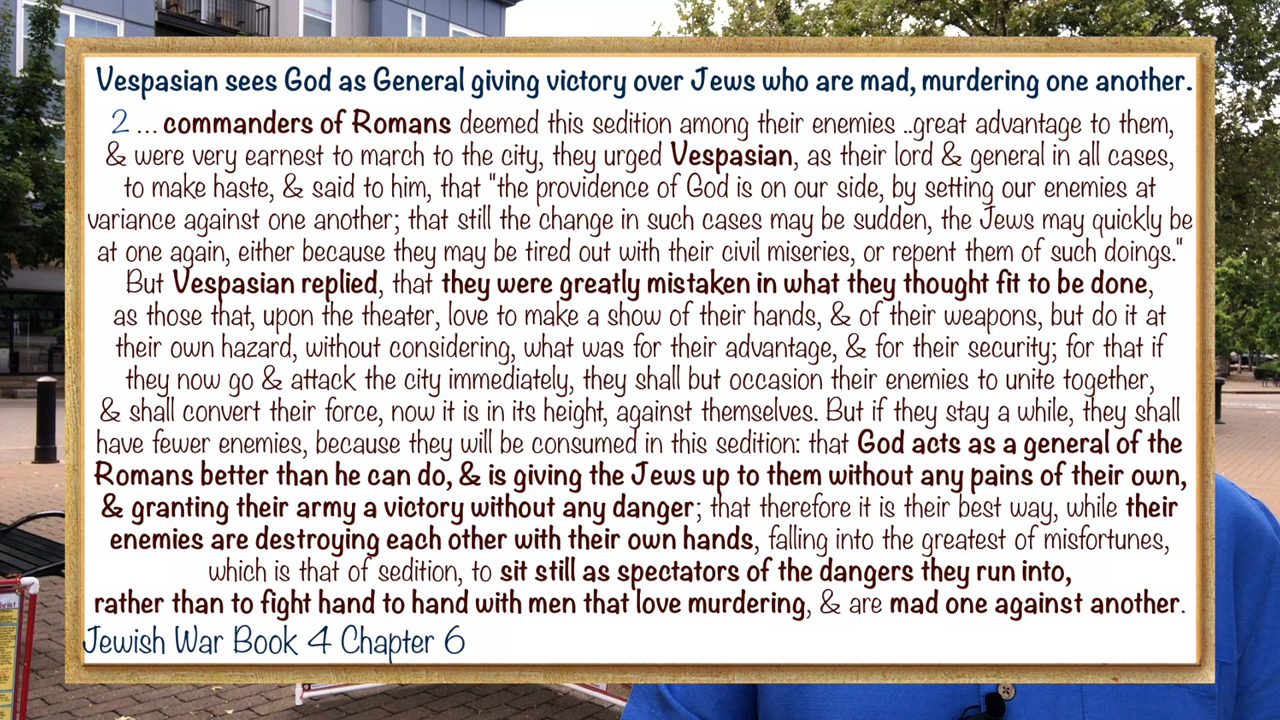 Vespasian sees God as General giving victory over Jews who are mad, murdering one another.
2 ... commanders of Romans deemed this sedition among their enemies ..great advantage to them,
& were very earnest to march to the city, they urged Vespasian, as their lord & general in all cases,
to make haste, & said to him, that "the providence of God is on our side, by setting our enemies at
variance against one another; that still the change in such cases may be sudden, the Jews may quickly be
at one again, either because they may be tired out with their civil miseries, or repent them of such doings."
But Vespasian replied, that they were greatly mistaken in what they thought fit to be done,
as those that, upon the theater, love to make a show of their hands, & of their weapons, but do it at
their own hazard, without considering, what was for their advantage, & for their security; for that if
they now go & attack the city immediately, they shall but occasion their enemies to unite together,
& shall convert their force, now it is in its height, against themselves. But if they stay a while, they shall
have fewer enemies, because they will be consumed in this sedition: that God acts as a general of the
Romans better than he can do, & is giving the Jews up to them without any pains of their own,
& granting their army a victory without any danger; that therefore it is their best way, while their
enemies are destroying each other with their own hands, falling into the greatest of misfortunes,
which is that of sedition, to sit still as spectators of the dangers they run into,
rather than to fight hand to hand with men that love murdering, & are mad one against another.
Jewish War Book 4 Chapter 6